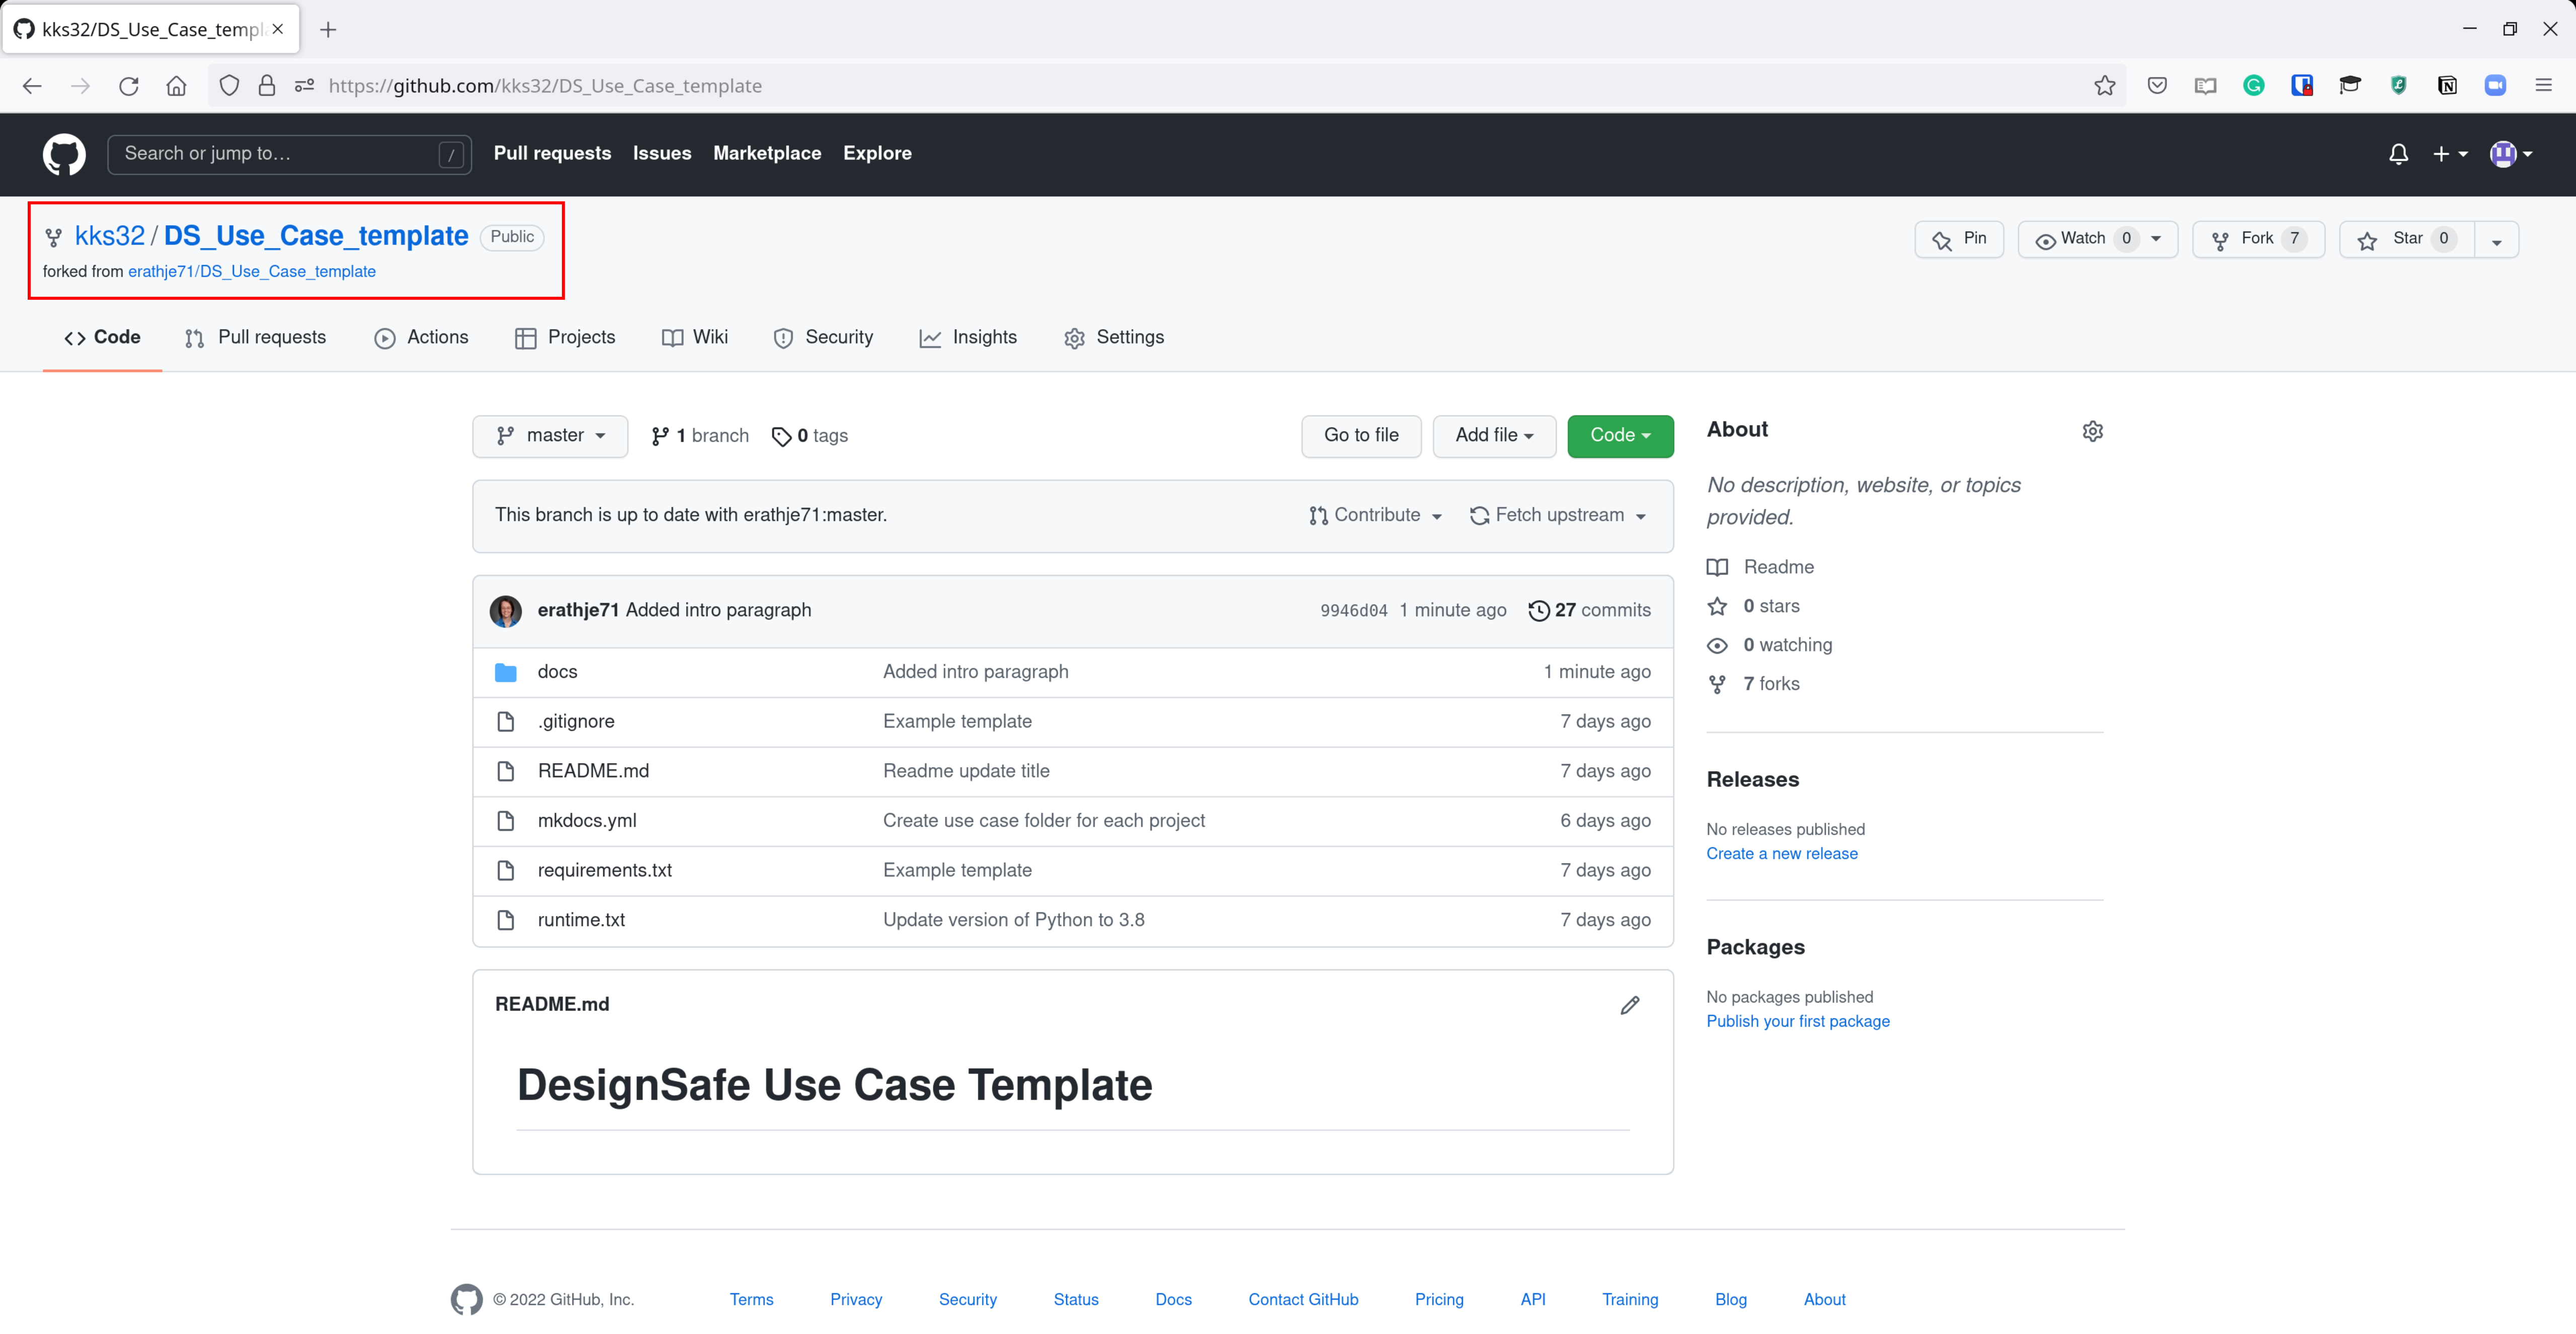 kks32/DS_Use_Case_templ
https://github.com/kks32/DS_Use_Case_template
Search or jump to… / Pull requests Issues Marketplace Explore
kks32 / DS_Use_Case_template Public
forked from erathje71/DS_Use_Case_template
Pin Watch 0 Fork 7 Star 0
Code Pull requests Actions Projects Wiki Security Insights Settings
master 1 branch 0 tags Go to file Add file Code
This branch is up to date with erathje71:master. Contribute Fetch upstream
erathje71 Added intro paragraph 9946d04 1 minute ago 27 commits
docs Added intro paragraph 1 minute ago
.gitignore Example template 7 days ago
README.md Readme update title 7 days ago
mkdocs.yml Create use case folder for each project 6 days ago
requirements.txt Example template 7 days ago
runtime.txt Update version of Python to 3.8 7 days ago
README.md
DesignSafe Use Case Template
About
No description, website, or topics
provided.
Readme
0 stars
0 watching
7 forks
Releases
No releases published
Create a new release
Packages
No packages published
Publish your first package
© 2022 GitHub, Inc. Terms Privacy Security Status Docs Contact GitHub Pricing API Training Blog About